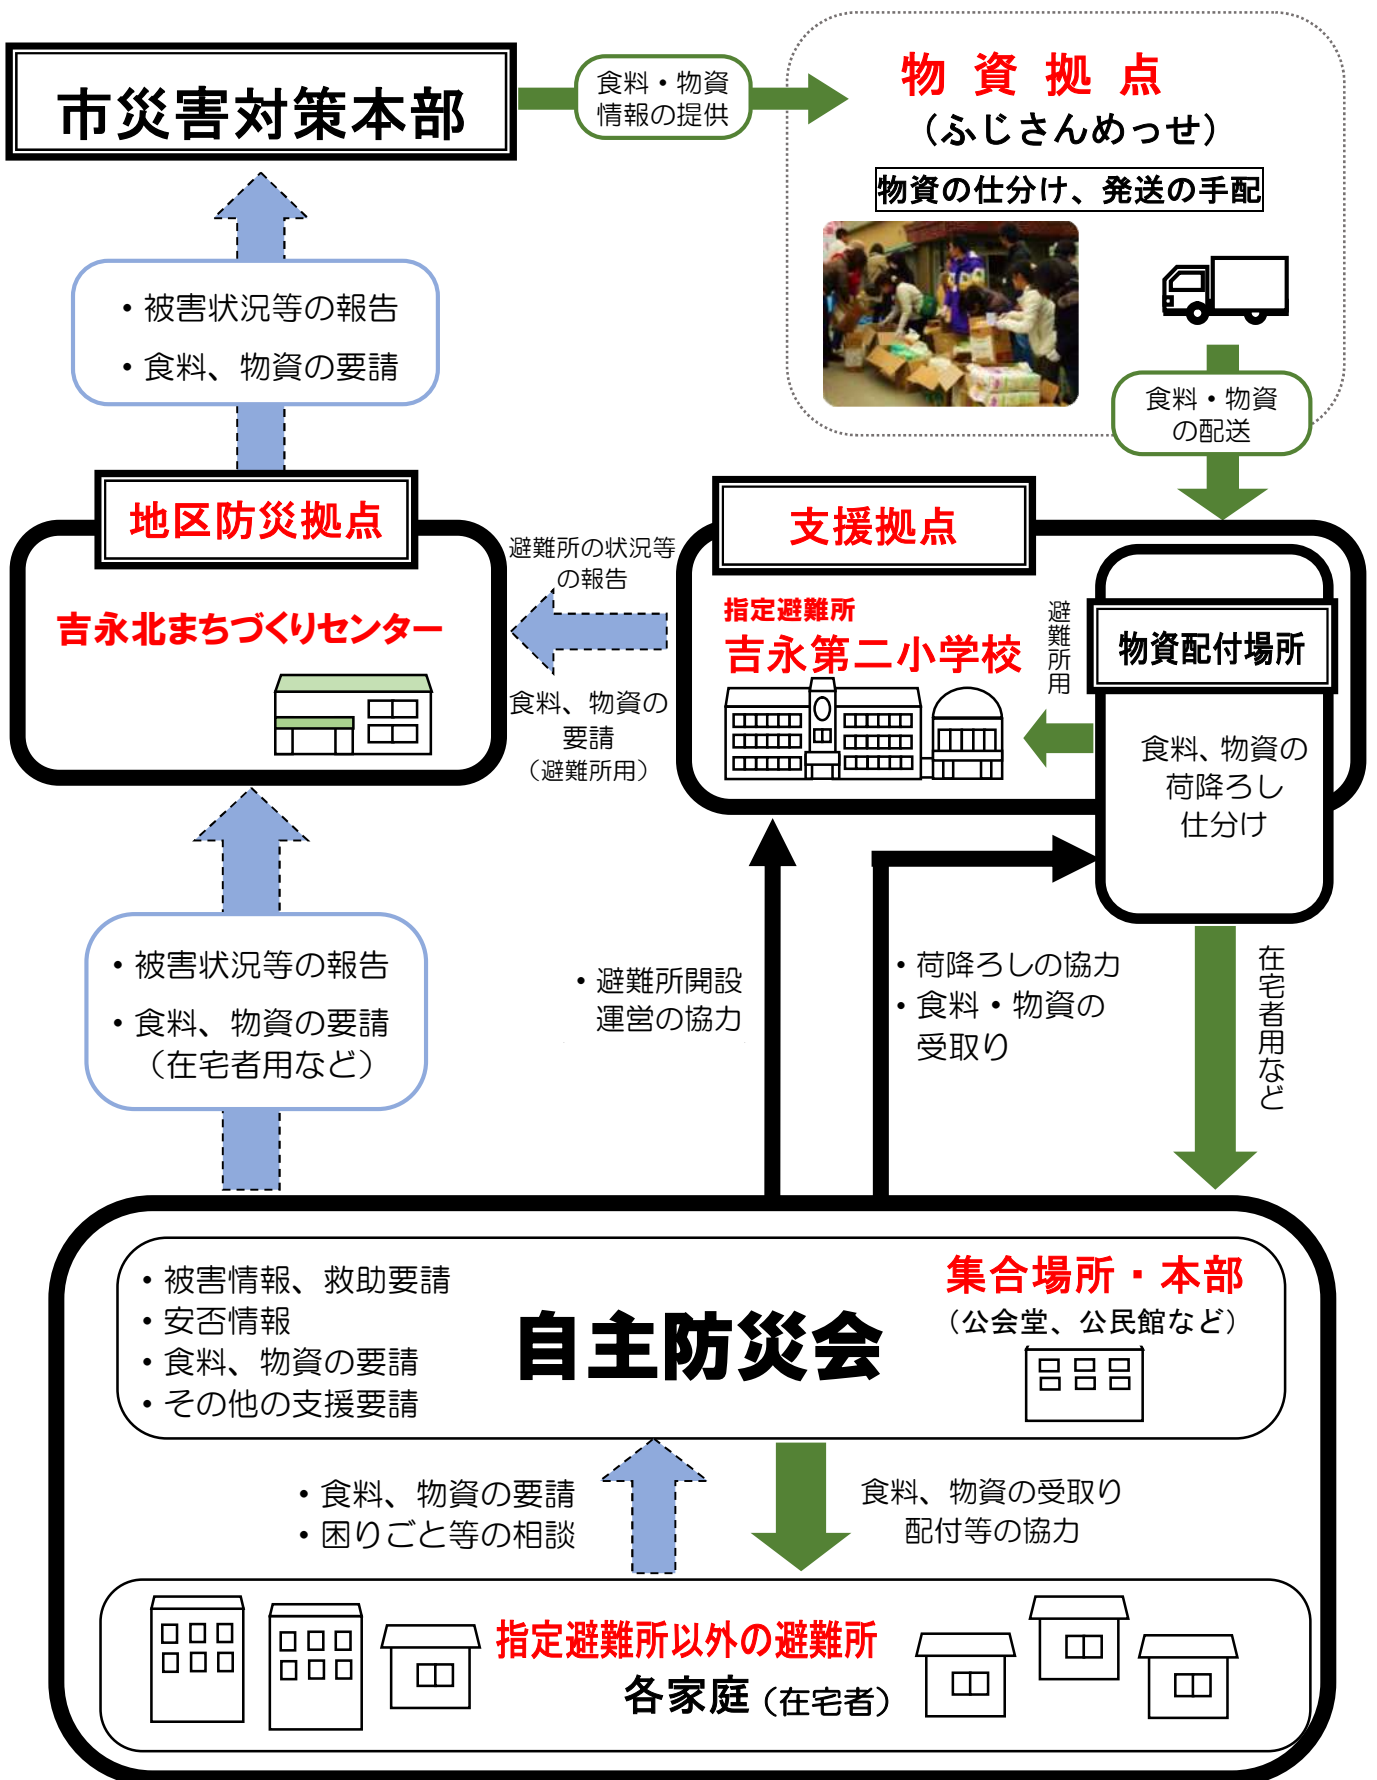 市災害対策本部
食料・物資
情報の提供
物資拠点
（ふじさんめっせ）
物資の仕分け、発送の手配
・被害状況等の報告
・食料、物資の要請
食料・物資
の配送
地区防災拠点
吉永北まちづくりセンター
避難所の状況等
の報告
食料、物資の
要請
（避難所用）
支援拠点
指定避難所
吉永第二小学校
避難所用
物資配付場所
食料、物資の
荷降ろし
仕分け
・被害状況等の報告
・食料、物資の要請
（在宅者用など）
・避難所開設
運営の協力
・荷降ろしの協力
・食料・物資の
受取り
在宅者用など
・被害情報、救助要請
・安否情報
・食料、物資の要請
・その他の支援要請
自主防災会
集合場所・本部
（公会堂、公民館など）
・食料、物資の要請
・困りごと等の相談
食料、物資の受取り
配付等の協力
指定避難所以外の避難所
各家庭（在宅者）